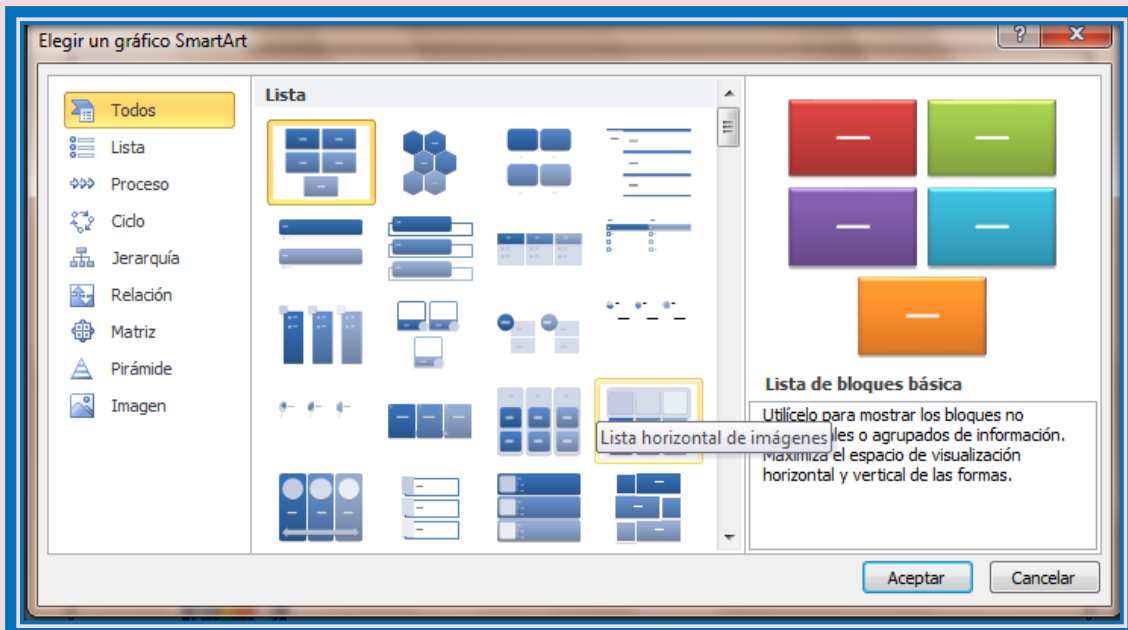 Elegir un gráfico SmartArt
Todos
Lista
Proceso
Ciclo
Jerarquía
Relación
Matriz
Pirámide
Imagen
Lista
Lista horizontal de imágenes
Lista de bloques básica
Utilícelo para mostrar los bloques no
les o agrupados de información.
Maximiza el espacio de visualización
horizontal y vertical de las formas.
Aceptar
Cancelar